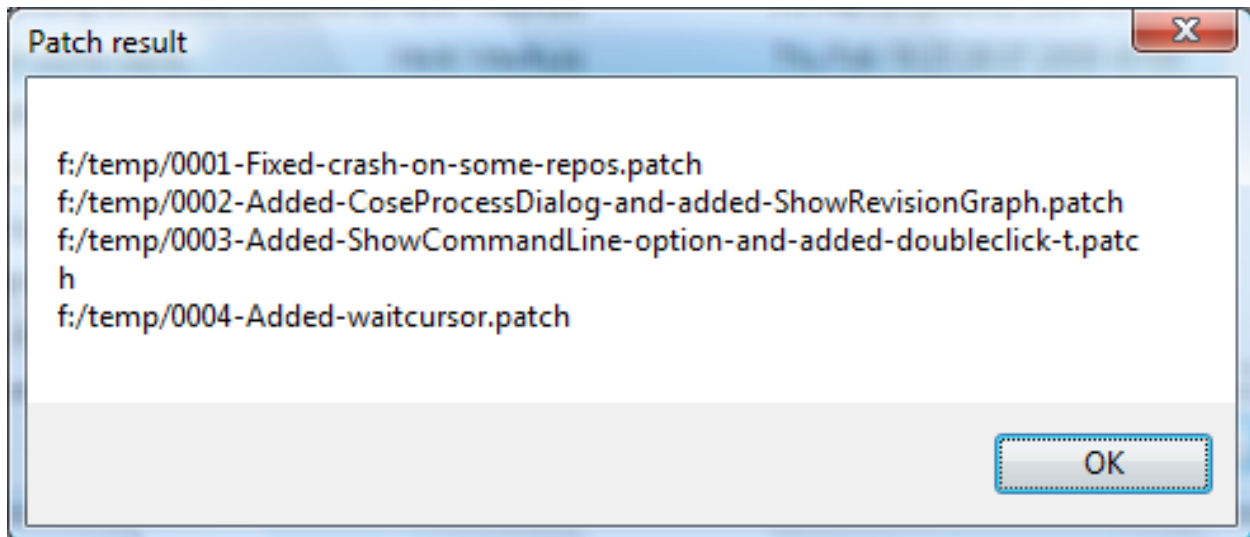 Patch result
f:/temp/0001-Fixed-crash-on-some-repos.patch
f:/temp/0002-Added-CoseProcessDialog-and-added-ShowRevisionGraph.patch
f:/temp/0003-Added-ShowCommandLine-option-and-added-doubleclick-t.patc
h
f:/temp/0004-Added-waitcursor.patch
OK